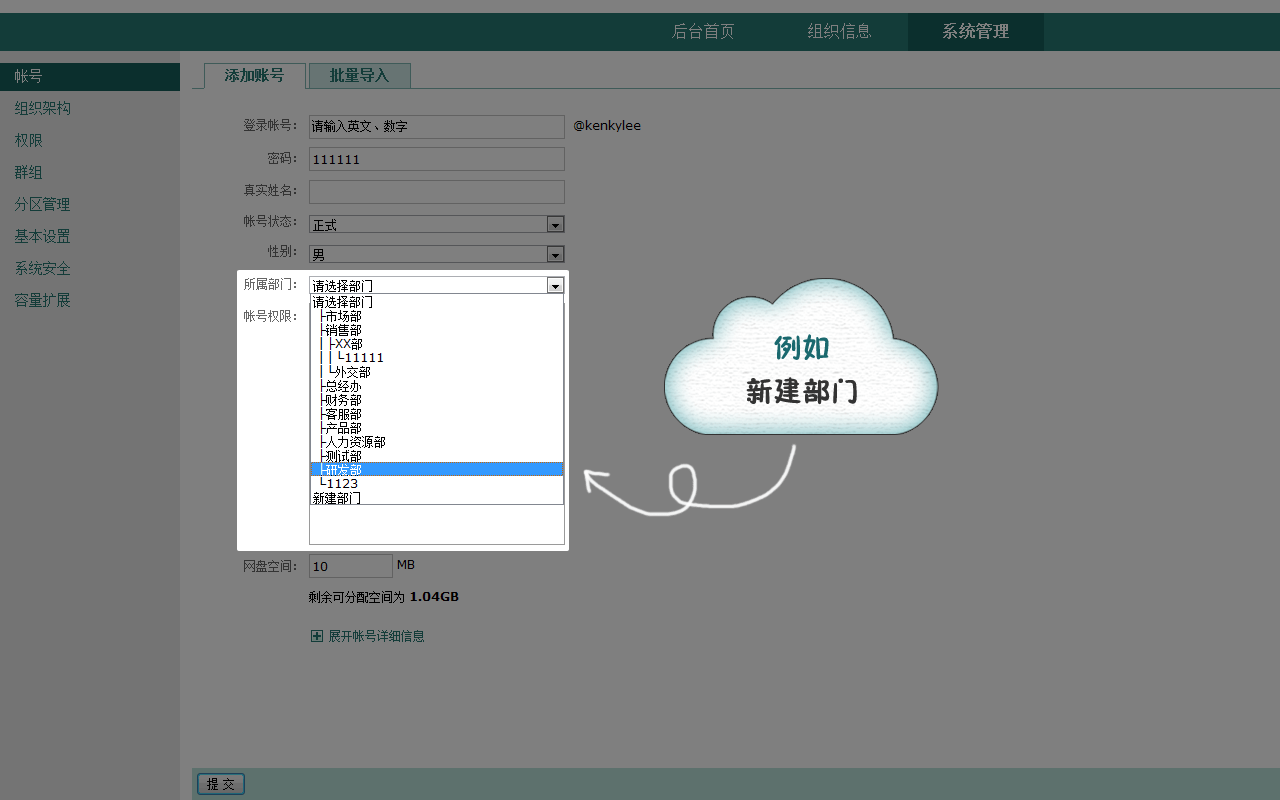 后台首页 组织信息 系统管理
帐号
组织架构
权限
群组
分区管理
基本设置
系统安全
容量扩展
添加账号 批量导入
登录帐号： 请输入英文、数字 @kenkylee
密码： 111111
真实姓名：
帐号状态： 正式
性别： 男
所属部门： 请选择部门
帐号权限：
请选择部门
├市场部
├销售部
│├XX部
││└11111
│└外交部
├总经办
├财务部
├客服部
├产品部
├人力资源部
├测试部
├研发部
└1123
新建部门
例如
新建部门
网盘空间： 10 MB
剩余可分配空间为 1.04GB
展开帐号详细信息
提 交